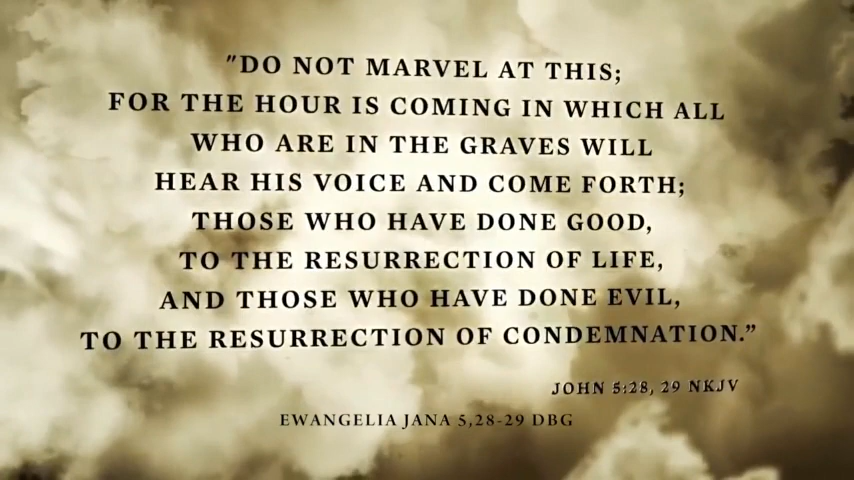 "DO NOT MARVEL AT THIS;
FOR THE HOUR IS COMING IN WHICH ALL
WHO ARE IN THE GRAVES WILL
HEAR HIS VOICE AND COME FORTH;
THOSE WHO HAVE DONE GOOD,
TO THE RESURRECTION OF LIFE,
AND THOSE WHO HAVE DONE EVIL,
TO THE RESURRECTION OF CONDEMNATION.”
JOHN 5:28, 29 NKJV
EWANGELIA JANA 5,28-29 DBG